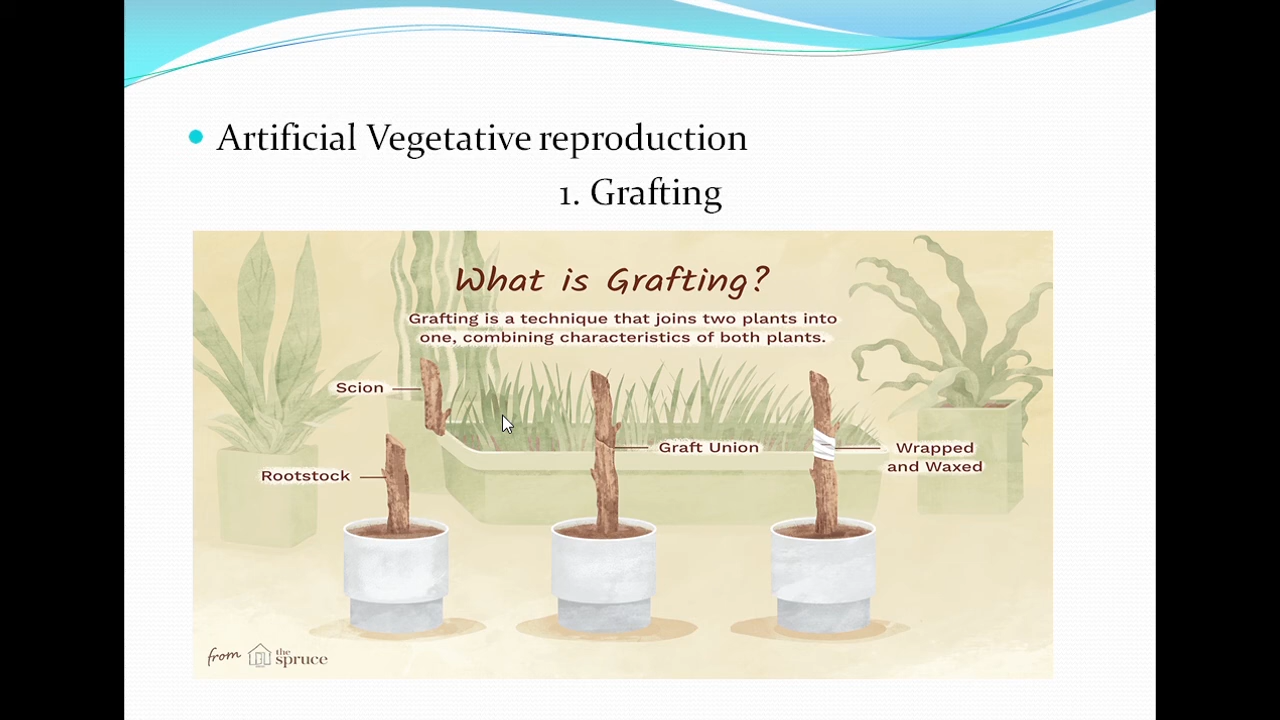 Artificial Vegetative reproduction
1. Grafting
What is Grafting?
Grafting is a technique that joins two plants into
one, combining characteristics of both plants.
Scion
Rootstock
Graft Union
Wrapped
and Waxed
from the spruce